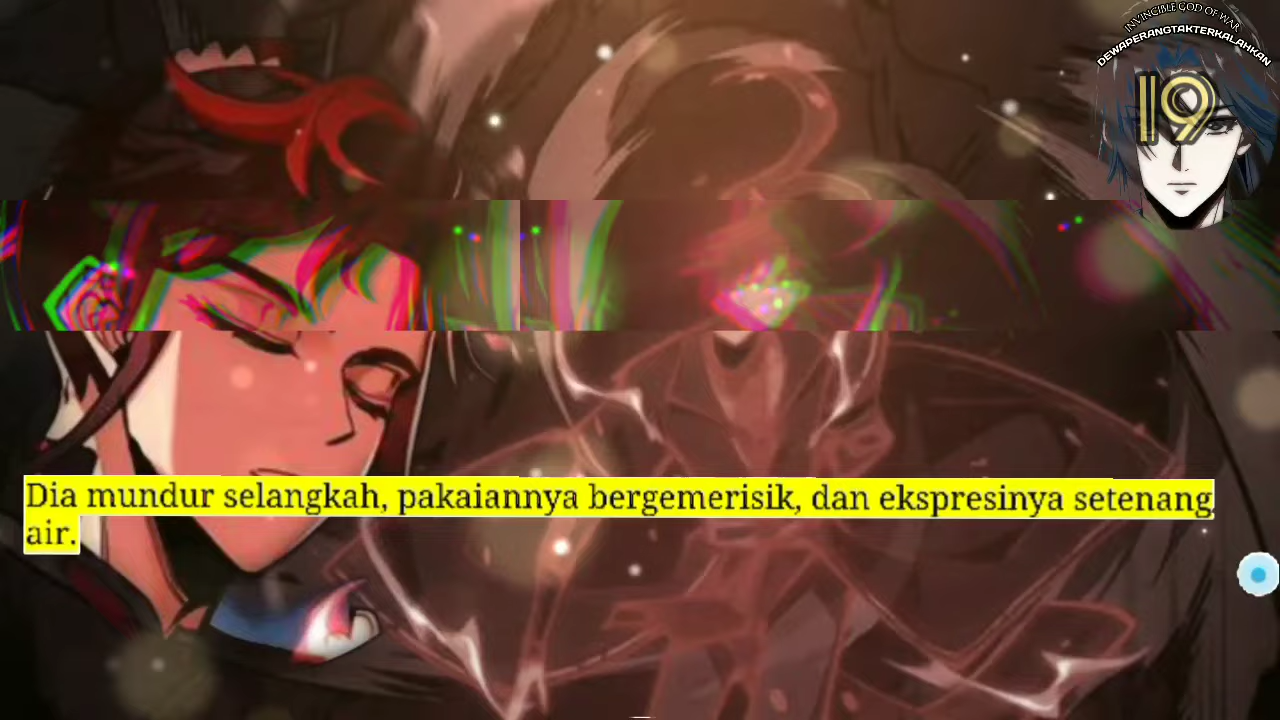 INVINCIBLE GOD OF WAR
DEWAPERANGTAKTERKALAHKAN
19
Dia mundur selangkah, pakaiannya bergemerisik, dan ekspresinya setenang
air.